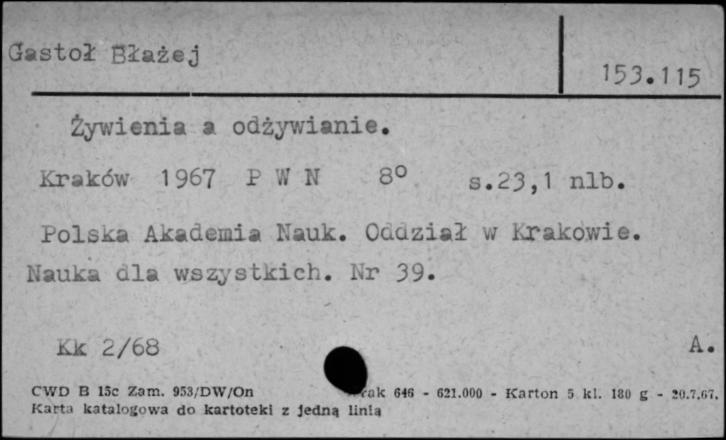 Gastoł Błażej
153.115
Żywienia a odżywianie.
Kraków 1967 P W N 8° s.23,1 nlb.
Polska Akademia Nauk. Oddział w Krakowie.
Nauka dla wszystkich. Nr 39.
Kk 2/68 A.
CWD B 15c Zam. 953/DW/On 646 - 621.000 - Karton 5 kl. 180 g - 20.7.67.
Karta katalogowa do kartoteki z jedną linią